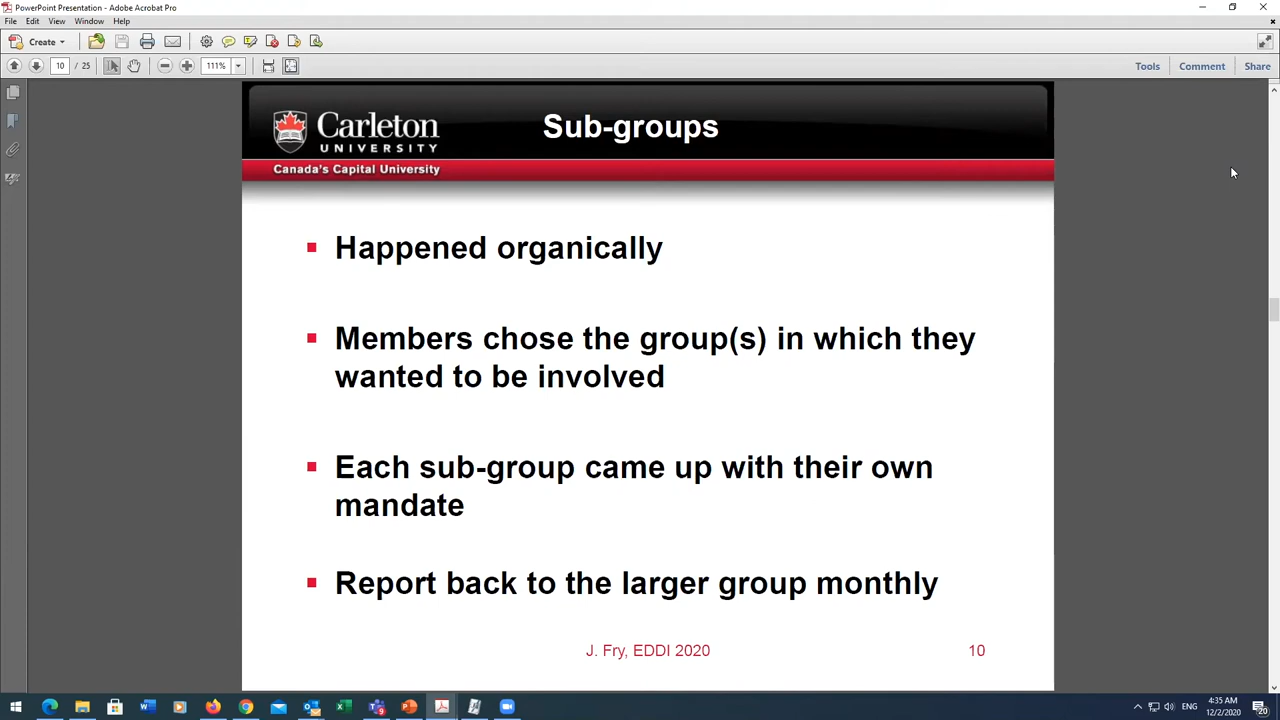 PowerPoint Presentation - Adobe Acrobat Pro
File Edit View Window Help
Create
10 / 25 111% Tools Comment Share
Carleton
UNIVERSITY
Sub-groups
Canada's Capital University
Happened organically
Members chose the group(s) in which they
wanted to be involved
Each sub-group came up with their own
mandate
Report back to the larger group monthly
J. Fry, EDDI 2020 10
ENG 4:35 AM
12/2/2020 20